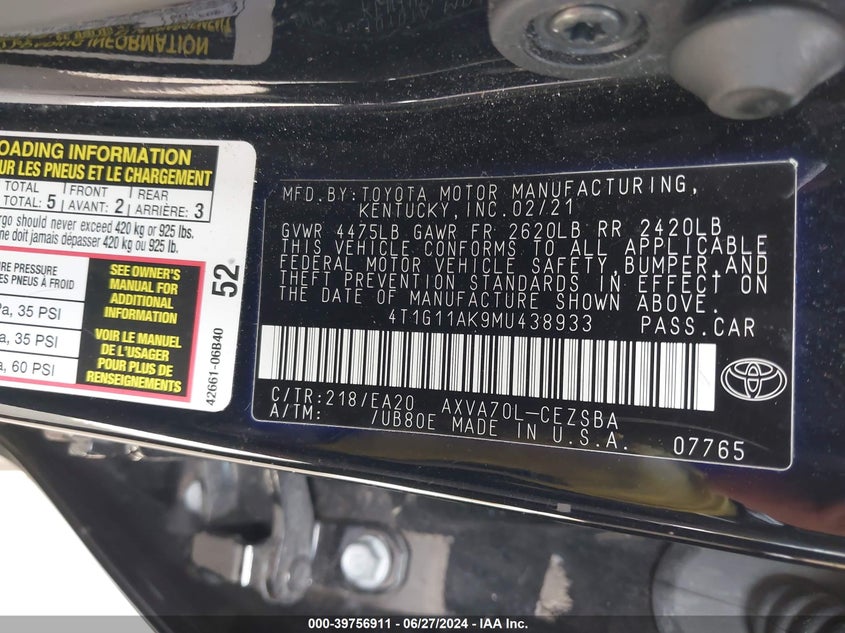 OADING INFORMATION
UR LES PNEUS ET LE CHARGEMENT
TOTAL | FRONT | REAR
TOTAL: 5 | AVANT: 2 | ARRIÈRE: 3
rgo should never exceed 420 kg or 925 lbs.
ne doit jamais dépasser 420 kg ou 925 lb.
IRE PRESSURE
ES PNEUS À FROID
a, 35 PSI
a, 35 PSI
a, 60 PSI
SEE OWNER'S
MANUAL FOR
ADDITIONAL
INFORMATION
VOIR LE MANUEL
DE L'USAGER
POUR PLUS DE
RENSEIGNEMENTS
52
42661-06B40
MFD.BY:TOYOTA MOTOR MANUFACTURING,
KENTUCKY,INC.02/21
GVWR 4475LB GAWR FR 2620LB RR 2420LB
THIS VEHICLE CONFORMS TO ALL APPLICABLE
FEDERAL MOTOR VEHICLE SAFETY,BUMPER,AND
THEFT PREVENTION STANDARDS IN EFFECT ON
THE DATE OF MANUFACTURE SHOWN ABOVE.
4T1G11AK9MU438933 PASS.CAR
C/TR:218/EA20 AXVA70L-CEZSBA
A/TM: /UB80E MADE IN U.S.A. 07765
TOYOTA
000-39756911 - 06/27/2024 - IAA Inc.